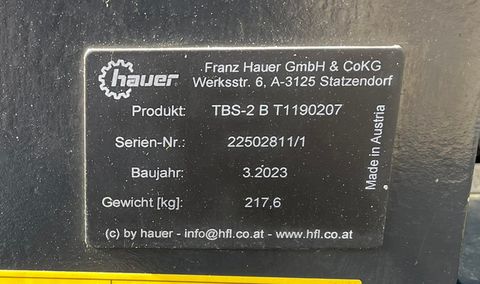 hauer
Franz Hauer GmbH & CoKG
Werksstr. 6, A-3125 Statzendorf
Produkt: TBS-2 B T1190207
Serien-Nr.: 22502811/1
Baujahr: 3.2023
Gewicht [kg]: 217,6
Made in Austria
(c) by hauer - info@hfl.co.at - www.hfl.co.at